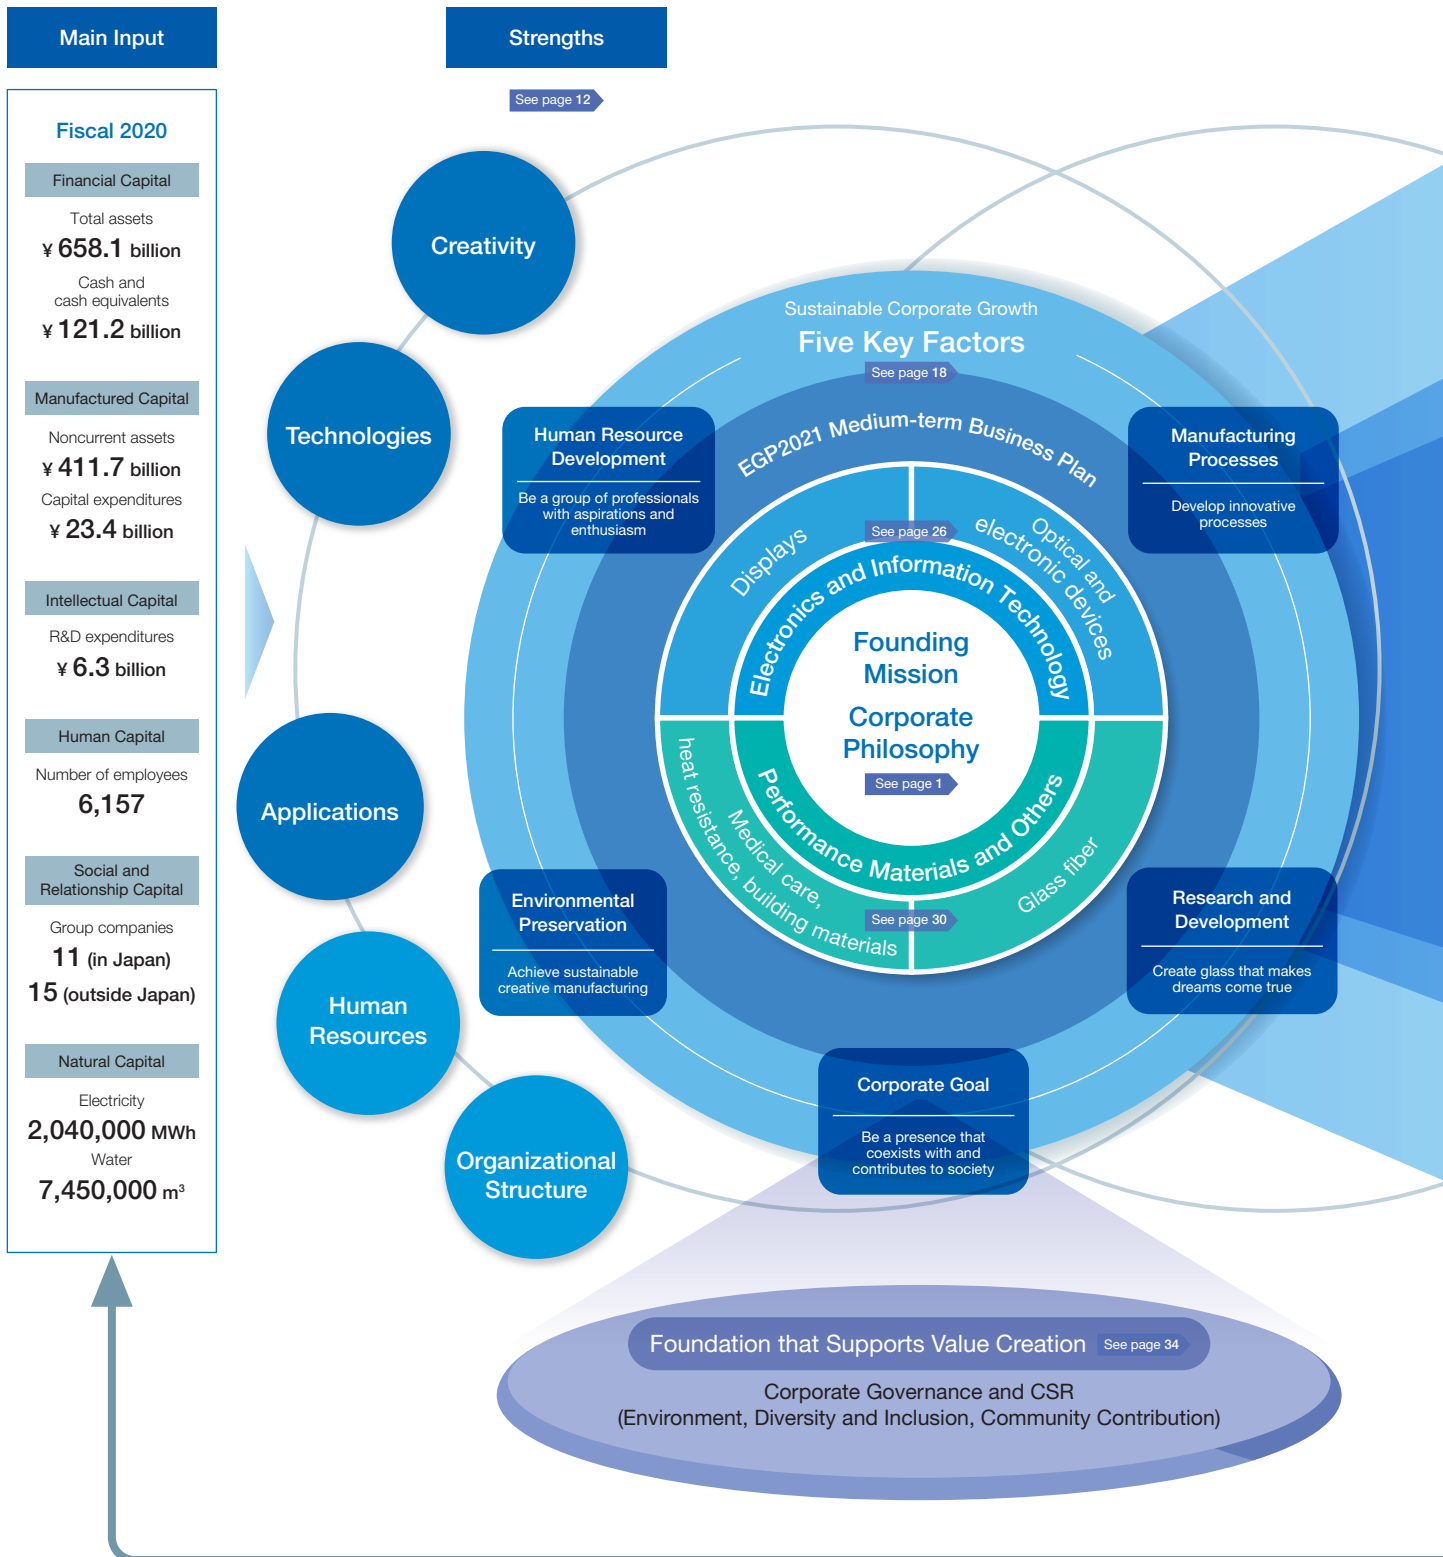 Main Input
Fiscal 2020
Financial Capital
Total assets
¥ 658.1 billion
Cash and
cash equivalents
¥ 121.2 billion
Manufactured Capital
Noncurrent assets
¥ 411.7 billion
Capital expenditures
¥ 23.4 billion
Intellectual Capital
R&D expenditures
¥ 6.3 billion
Human Capital
Number of employees
6,157
Social and
Relationship Capital
Group companies
11 (in Japan)
15 (outside Japan)
Natural Capital
Electricity
2,040,000 MWh
Water
7,450,000 m³
Strengths
See page 12
Creativity
Technologies
Applications
Human
Resources
Organizational
Structure
Sustainable Corporate Growth
Five Key Factors
See page 18
Human Resource
Development
Be a group of professionals
with aspirations and
enthusiasm
Manufacturing
Processes
Develop innovative
processes
EGP2021 Medium-term Business Plan
See page 26
Displays
Optical and
electronic devices
Electronics and Information Technology
Founding
Mission
Corporate
Philosophy
See page 1
Performance Materials and Others
Medical care,
heat resistance, building materials
Glass fiber
See page 30
Environmental
Preservation
Achieve sustainable
creative manufacturing
Research and
Development
Create glass that makes
dreams come true
Corporate Goal
Be a presence that
coexists with and
contributes to society
Foundation that Supports Value Creation See page 34
Corporate Governance and CSR
(Environment, Diversity and Inclusion, Community Contribution)